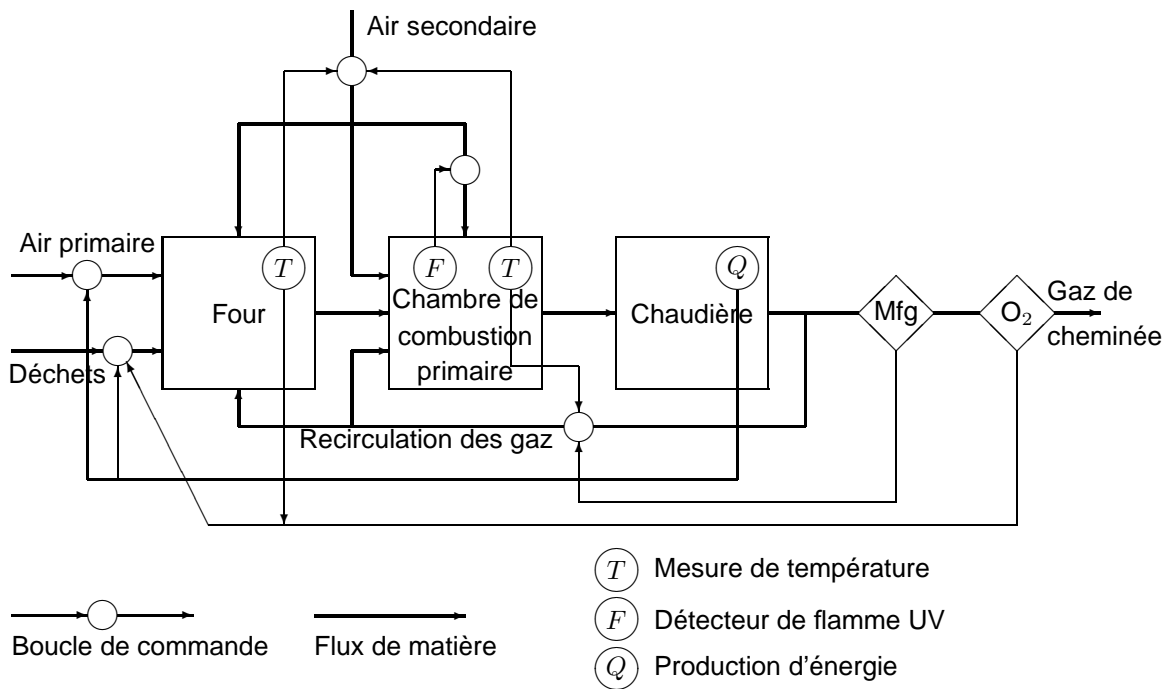 Air secondaire
Air primaire
T
F
T
Q
Four
Chambre de
combustion
primaire
Chaudière
Mfg
O₂
Gaz de
cheminée
Déchets
Recirculation des gaz
T Mesure de température
F Détecteur de flamme UV
Q Production d'énergie
Boucle de commande
Flux de matière